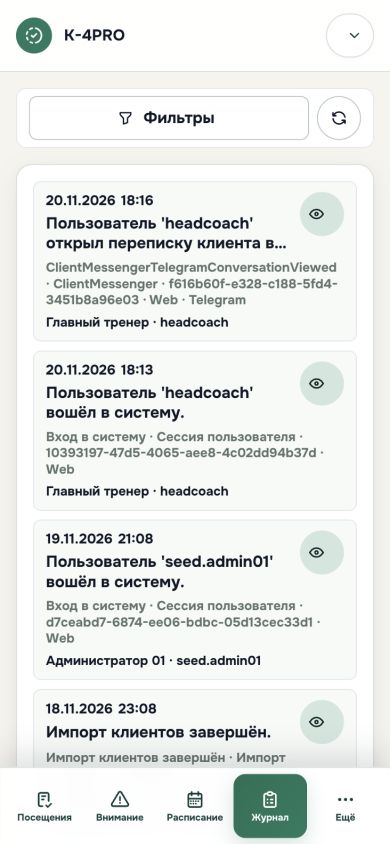 K-4PRO
Фильтры
20.11.2026 18:16
Пользователь 'headcoach'
открыл переписку клиента в...
ClientMessengerTelegramConversationViewed
· ClientMessenger · f616b60f-e328-c188-5fd4-
3451b8a96e03 · Web · Telegram
Главный тренер · headcoach
20.11.2026 18:13
Пользователь 'headcoach'
вошёл в систему.
Вход в систему · Сессия пользователя ·
10393197-47d5-4065-aee8-4c02dd94b37d ·
Web
Главный тренер · headcoach
19.11.2026 21:08
Пользователь 'seed.admin01'
вошёл в систему.
Вход в систему · Сессия пользователя ·
d7ceabd7-6874-ee06-bdbc-05d13cec33d1 ·
Web
Администратор 01 · seed.admin01
18.11.2026 23:08
Импорт клиентов завершён.
Импорт клиентов завершён · Импорт
Посещения
Внимание
Расписание
Журнал
Ещё